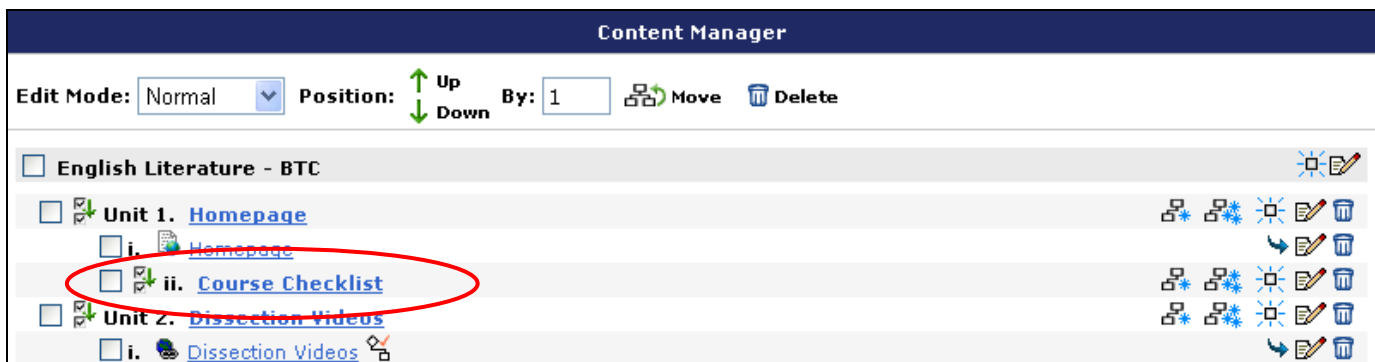 Content Manager
Edit Mode: Normal Position: Up Down By: 1 Move Delete
English Literature - BTC
Unit 1. Homepage
i. Homepage
ii. Course Checklist
Unit 2. Dissection Videos
i. Dissection Videos